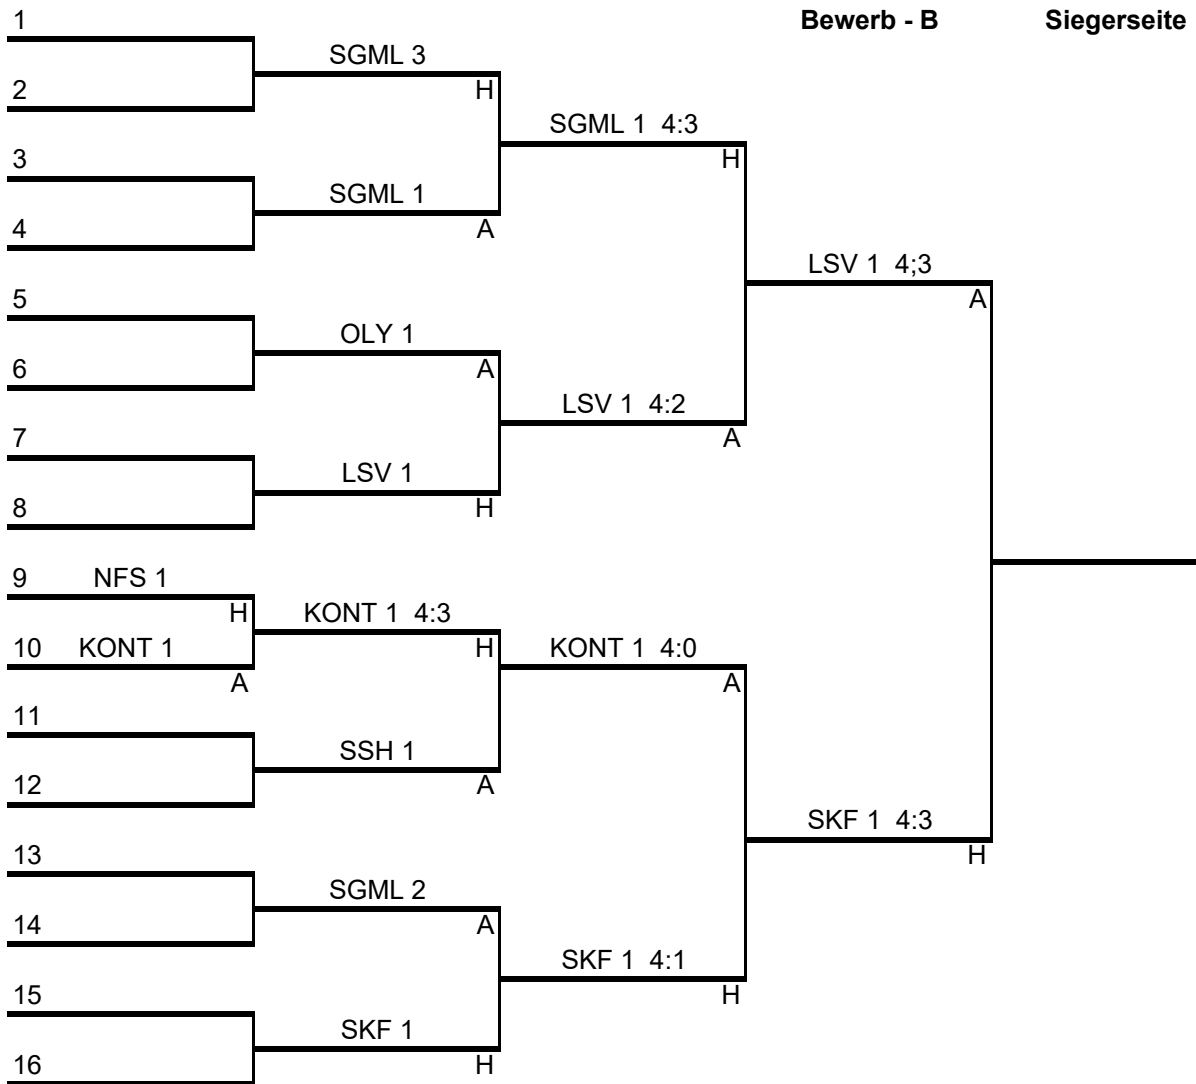 1
Bewerb - B Siegerseite
SGML 3
2 H
SGML 1 4:3
3 H
SGML 1
4 A
LSV 1 4;3
5 A
OLY 1
6 A
LSV 1 4:2
7 A
LSV 1
8 H
9 NFS 1
H KONT 1 4:3
10 KONT 1 H KONT 1 4:0
A A
11
SSH 1
12 A
SKF 1 4:3
13 H
SGML 2
14 A
SKF 1 4:1
15 H
SKF 1
16 H